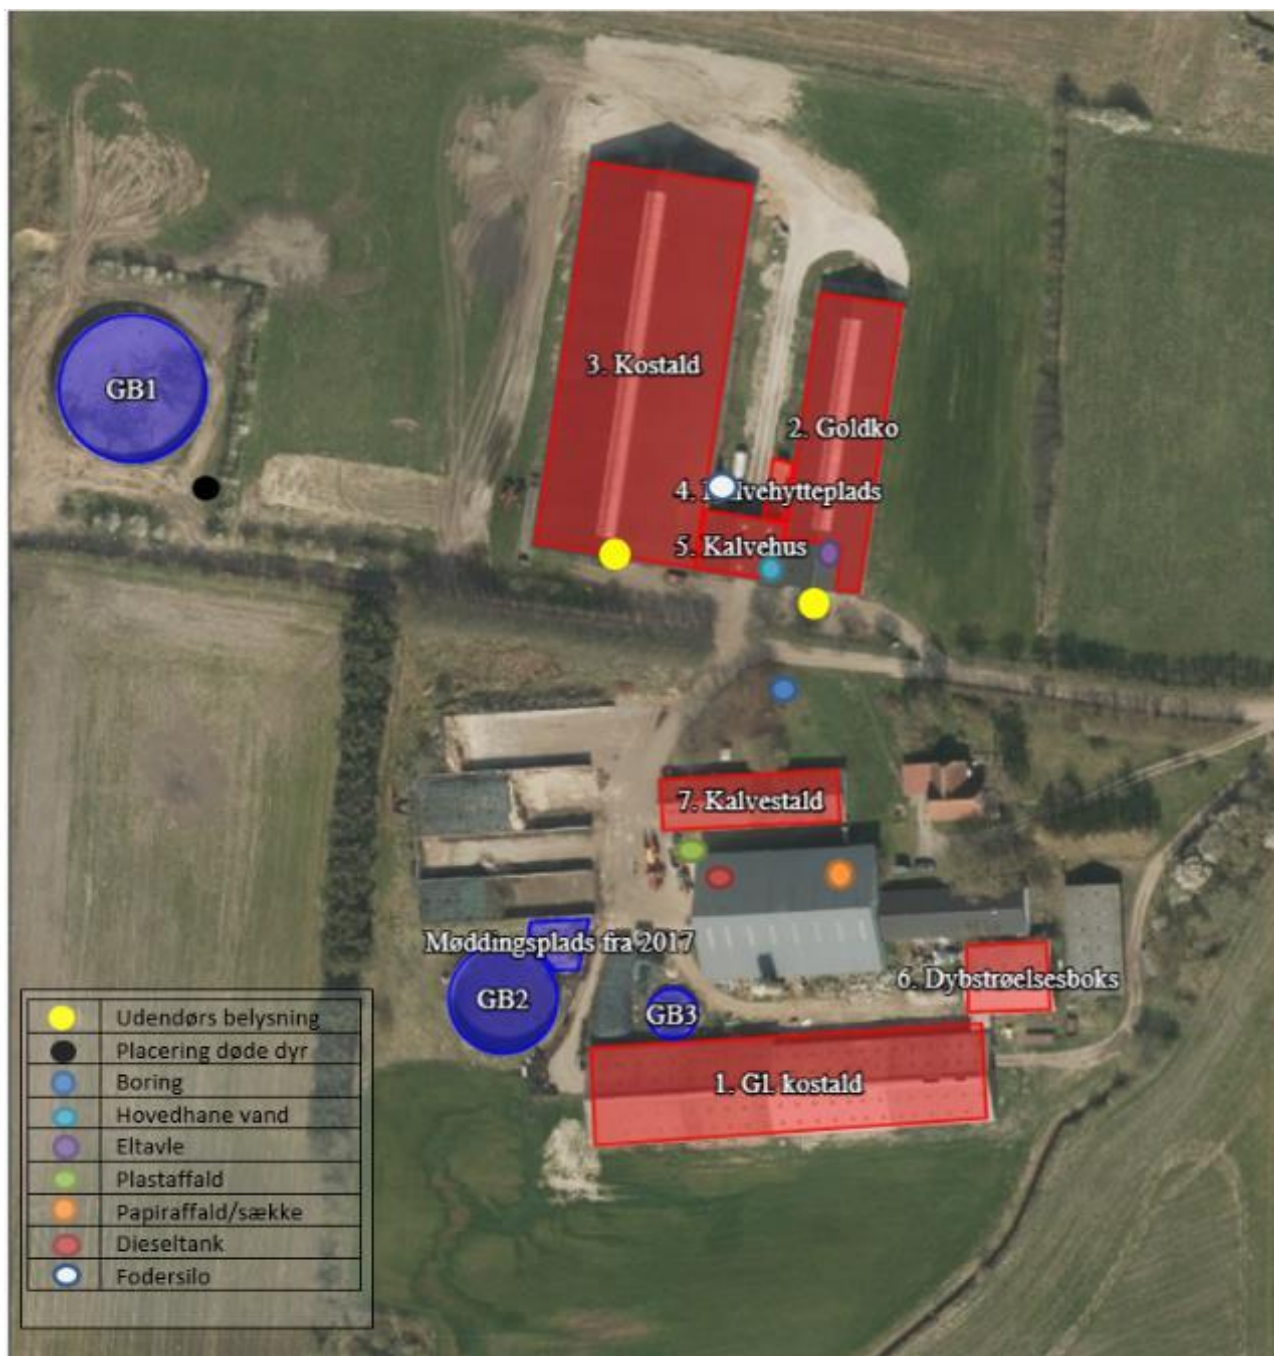 GB1
3. Kostald
2. Goldko
4. Kalvehytteplads
5. Kalvehus
7. Kalvestald
Møddingsplads fra 2017
GB2
6. Dybstrøelsesboks
GB3
1. Gl. kostald
Udendørs belysning
Placering døde dyr
Boring
Hovedhane vand
Eltavle
Plastaffald
Papiraffald/sække
Dieseltank
Fodersilo